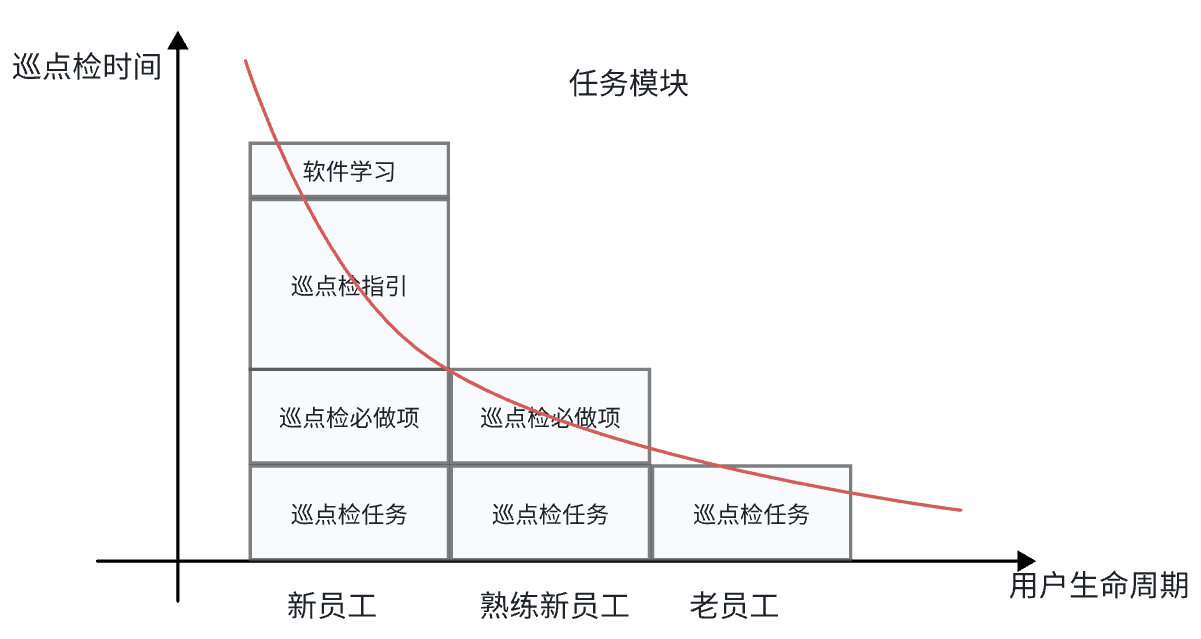 巡点检时间
任务模块
软件学习
巡点检指引
巡点检必做项
巡点检必做项
巡点检任务
巡点检任务
巡点检任务
用户生命周期
新员工
熟练新员工
老员工